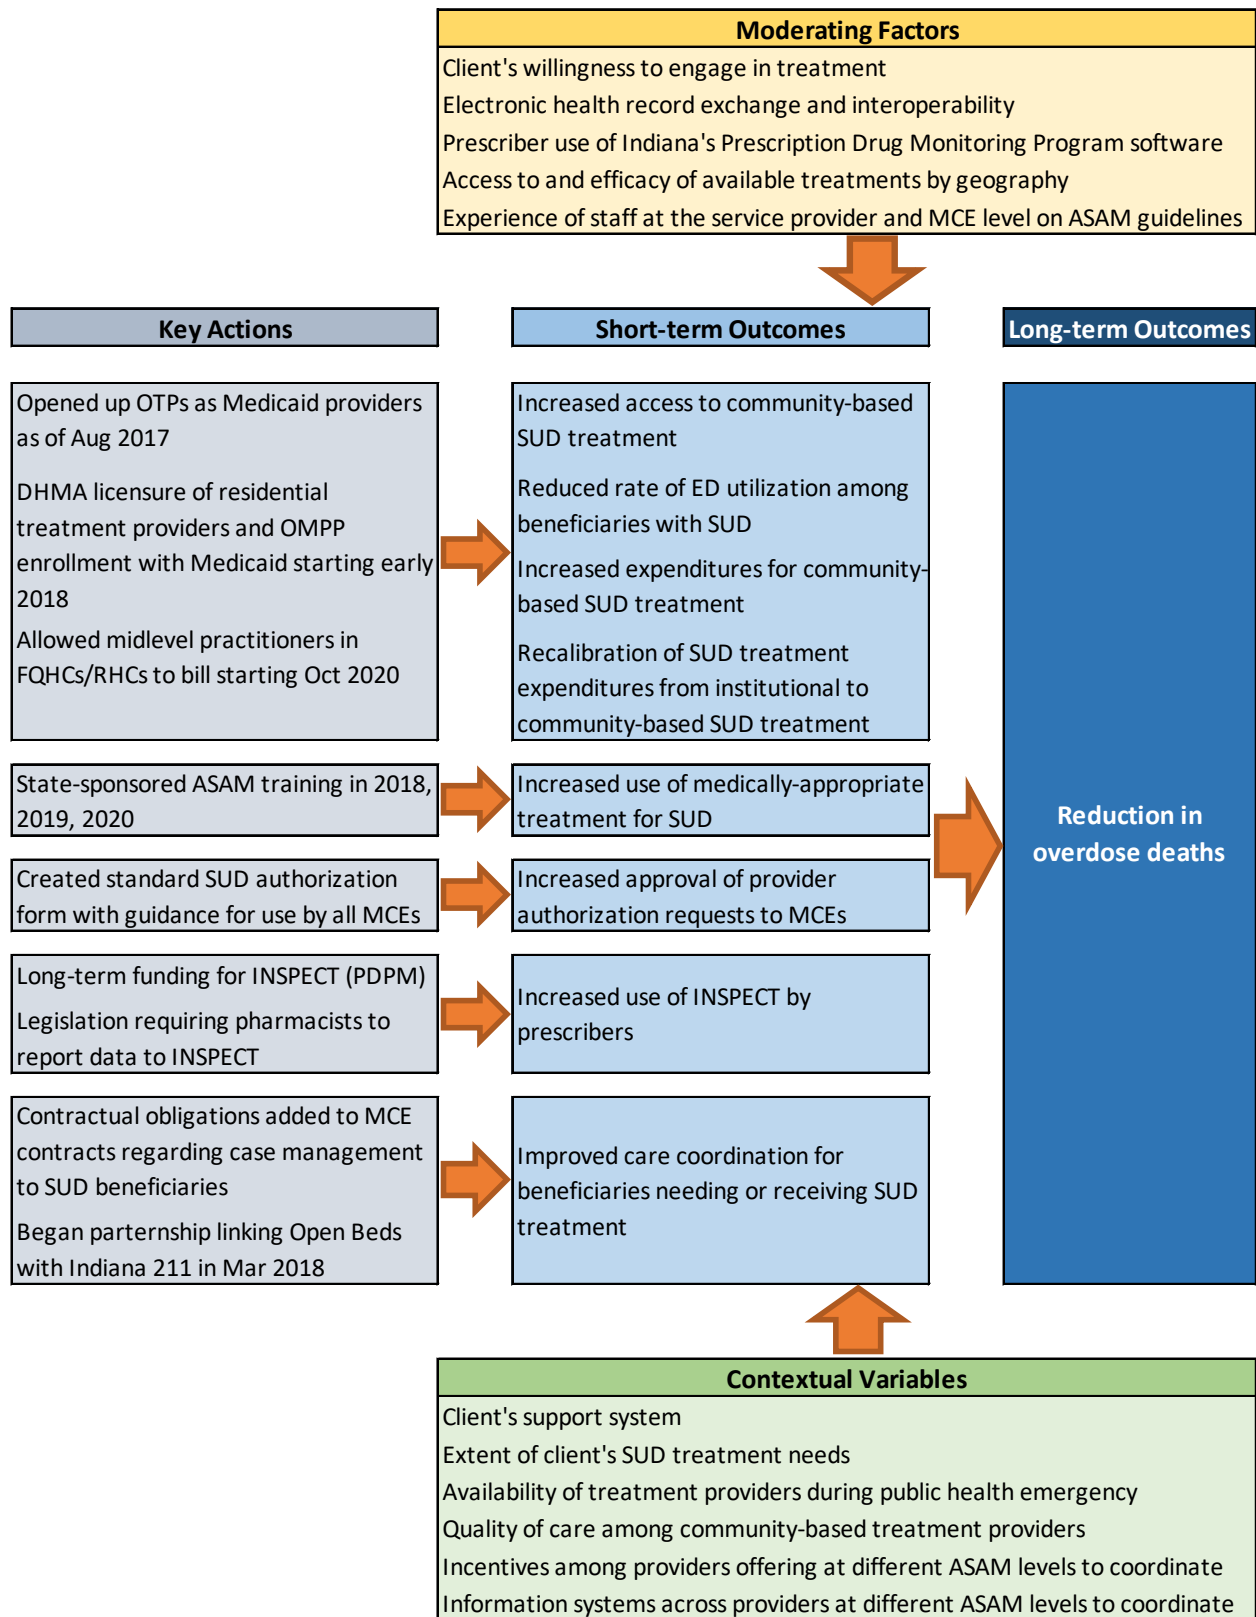 Moderating Factors
Client's willingness to engage in treatment
Electronic health record exchange and interoperability
Prescriber use of Indiana's Prescription Drug Monitoring Program software
Access to and efficacy of available treatments by geography
Experience of staff at the service provider and MCE level on ASAM guidelines
Key Actions
Short-term Outcomes
Long-term Outcomes
Opened up OTPs as Medicaid providers
as of Aug 2017
DHMA licensure of residential
treatment providers and OMPP
enrollment with Medicaid starting early
2018
Allowed midlevel practitioners in
FQHCs/RHCs to bill starting Oct 2020
Increased access to community-based
SUD treatment
Reduced rate of ED utilization among
beneficiaries with SUD
Increased expenditures for community-
based SUD treatment
Recalibration of SUD treatment
expenditures from institutional to
community-based SUD treatment
State-sponsored ASAM training in 2018,
2019, 2020
Increased use of medically-appropriate
treatment for SUD
Created standard SUD authorization
form with guidance for use by all MCEs
Increased approval of provider
authorization requests to MCEs
Long-term funding for INSPECT (PDPM)
Legislation requiring pharmacists to
report data to INSPECT
Increased use of INSPECT by
prescribers
Contractual obligations added to MCE
contracts regarding case management
to SUD beneficiaries
Began parternship linking Open Beds
with Indiana 211 in Mar 2018
Improved care coordination for
beneficiaries needing or receiving SUD
treatment
Reduction in
overdose deaths
Contextual Variables
Client's support system
Extent of client's SUD treatment needs
Availability of treatment providers during public health emergency
Quality of care among community-based treatment providers
Incentives among providers offering at different ASAM levels to coordinate
Information systems across providers at different ASAM levels to coordinate